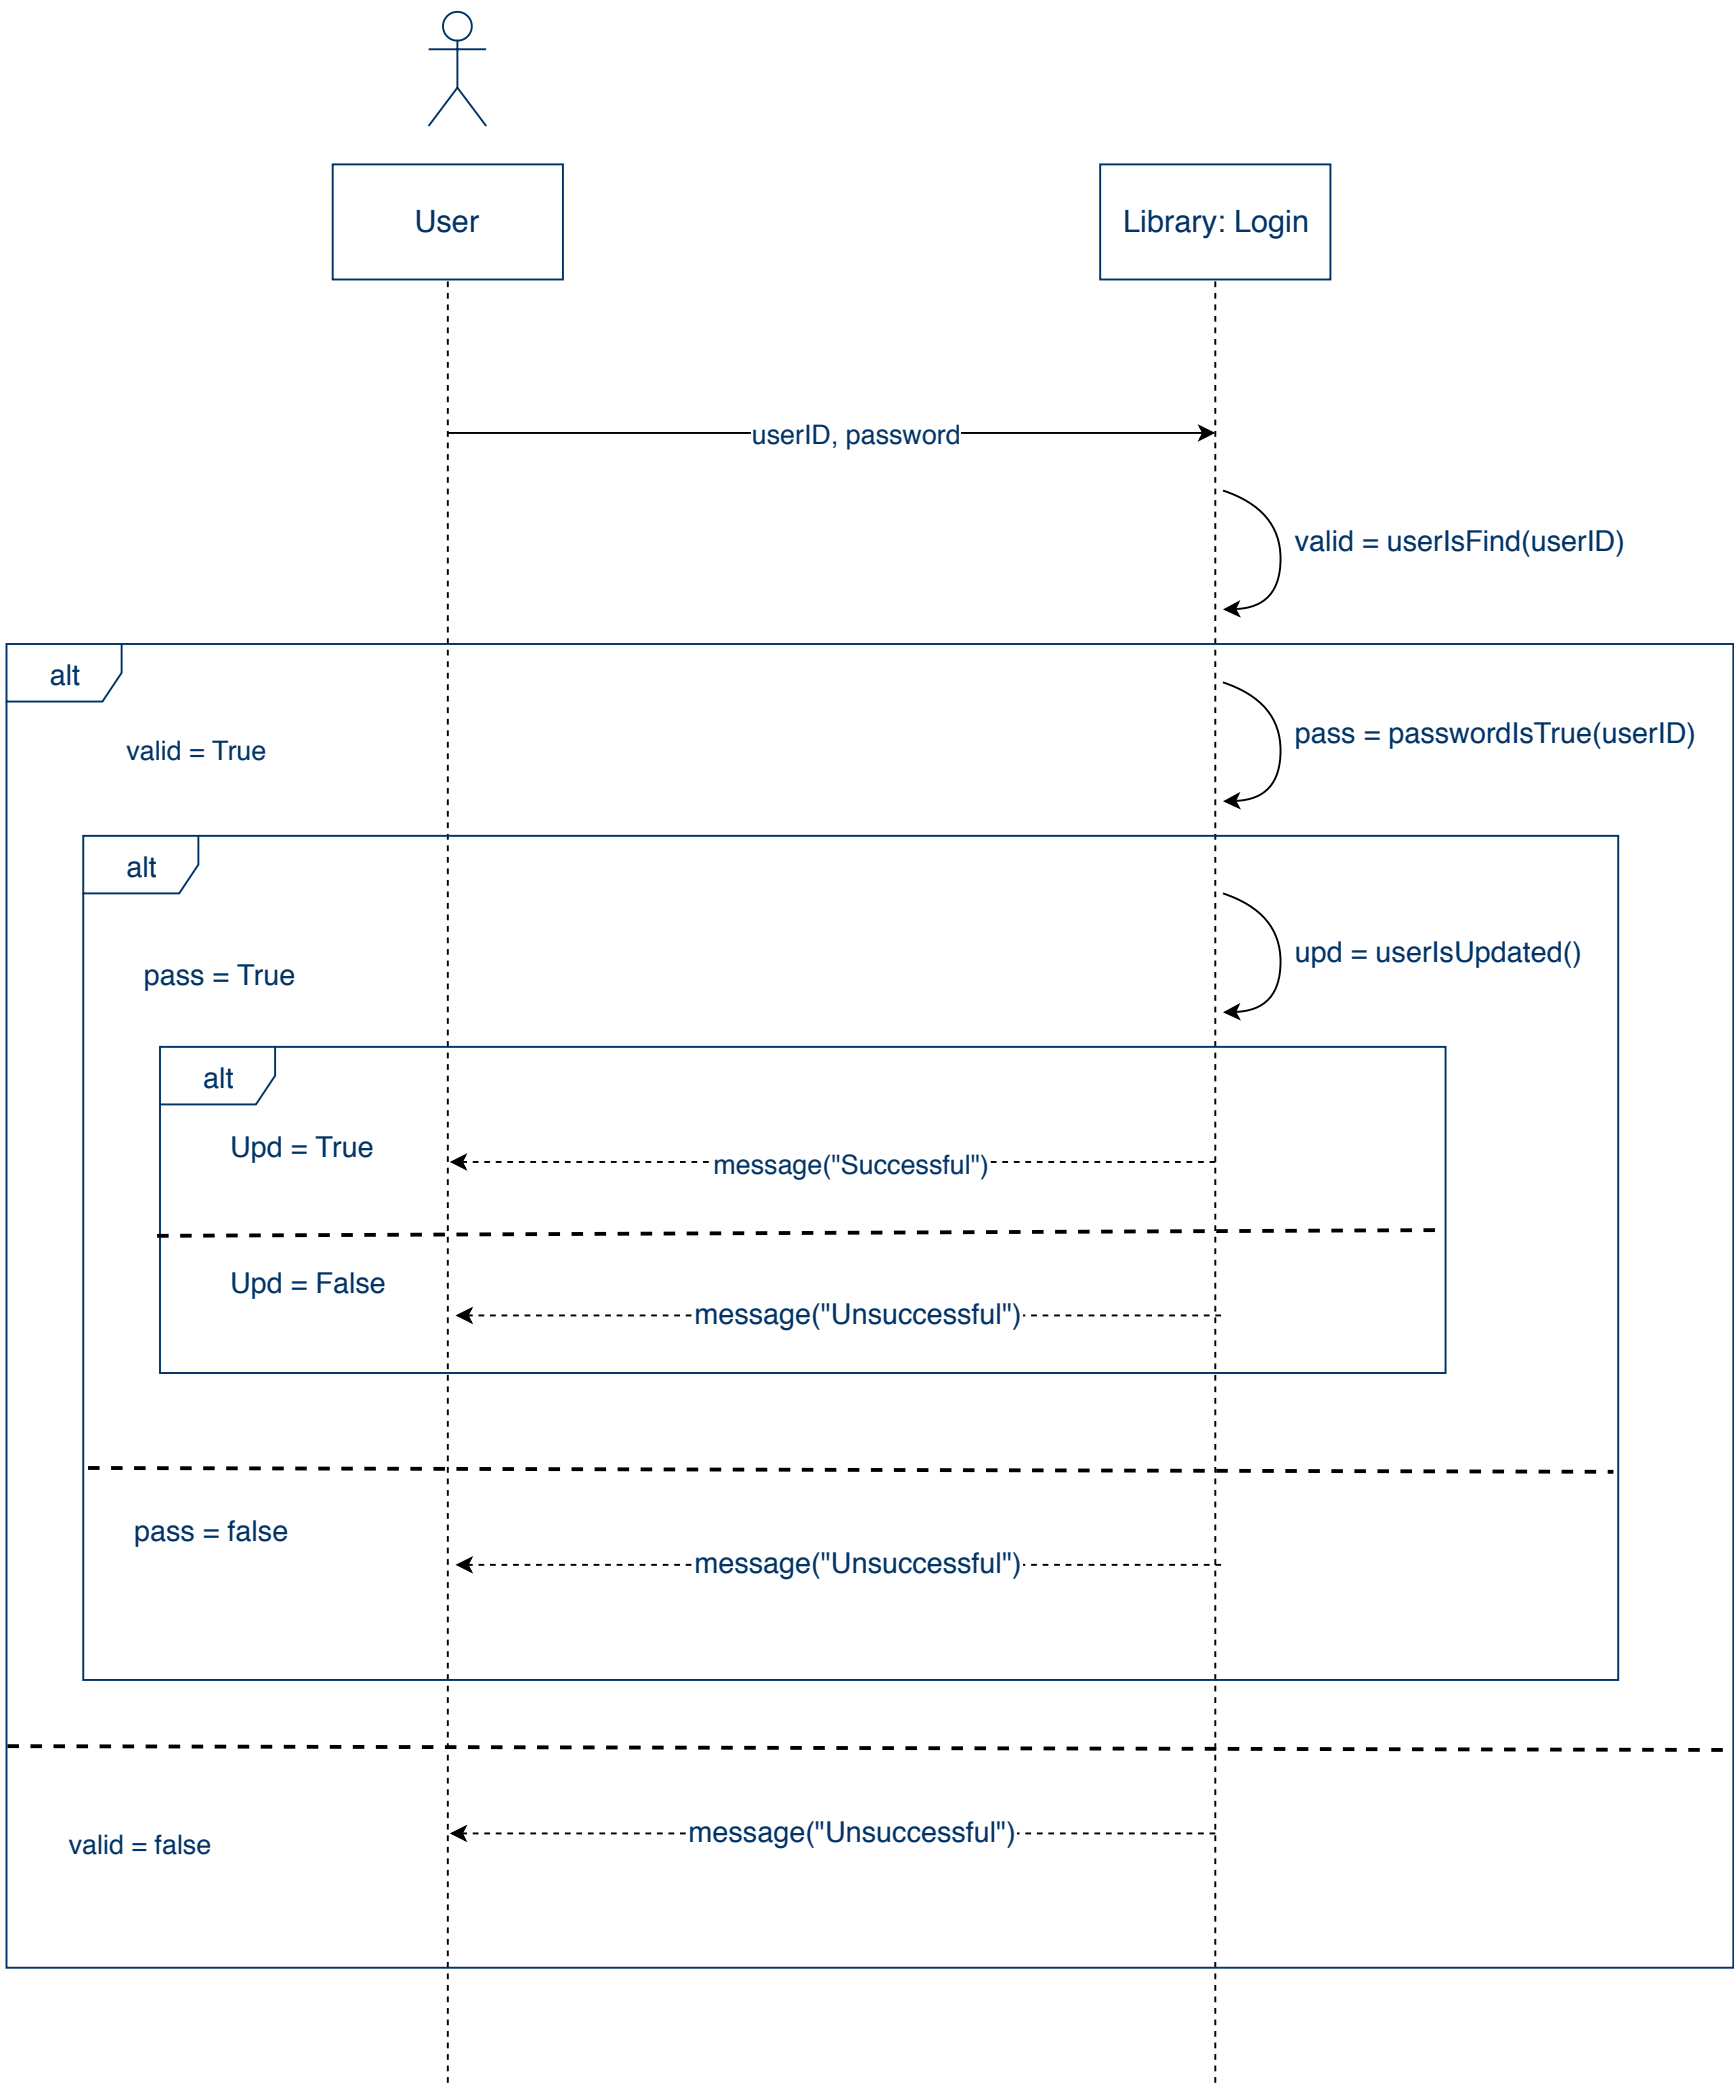 User
Library: Login
userID, password
valid = userIsFind(userID)
alt
pass = passwordIsTrue(userID)
valid = True
alt
upd = userIsUpdated()
pass = True
alt
Upd = True
message("Successful")
Upd = False
message("Unsuccessful")
pass = false
message("Unsuccessful")
message("Unsuccessful")
valid = false